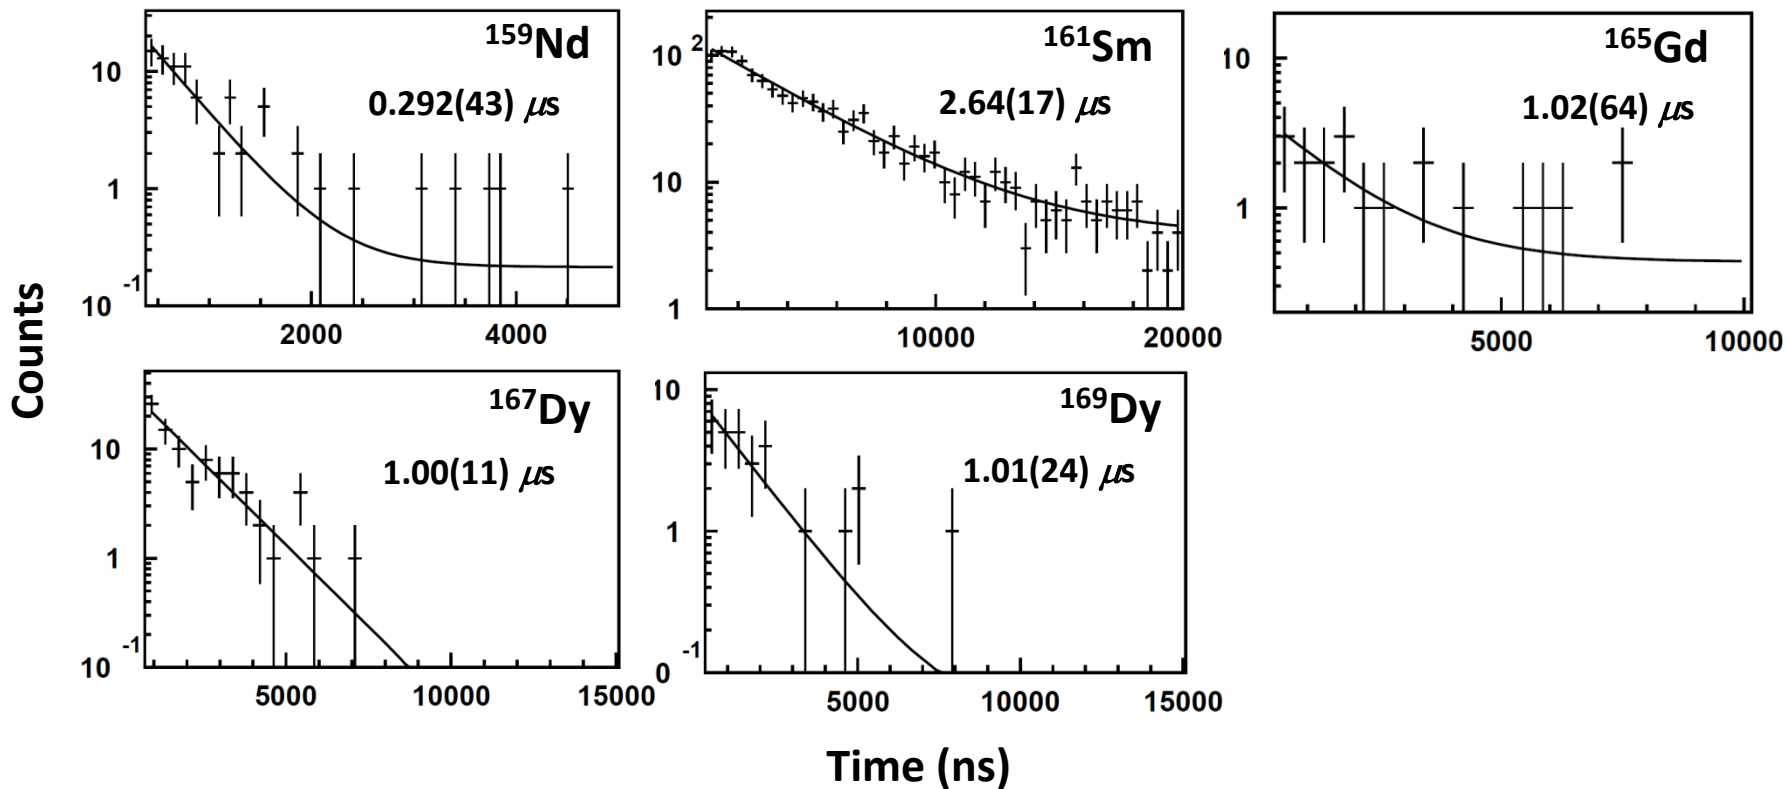 Counts
¹⁵⁹Nd
0.292(43) μs
10
1
10⁻¹
2000
4000
¹⁶¹Sm
2.64(17) μs
10²
10
1
10000
20000
¹⁶⁵Gd
1.02(64) μs
10
1
5000
10000
¹⁶⁷Dy
1.00(11) μs
10
1
10⁻¹
5000
10000
15000
¹⁶⁹Dy
1.01(24) μs
10
1
0⁻¹
5000
10000
15000
Time (ns)